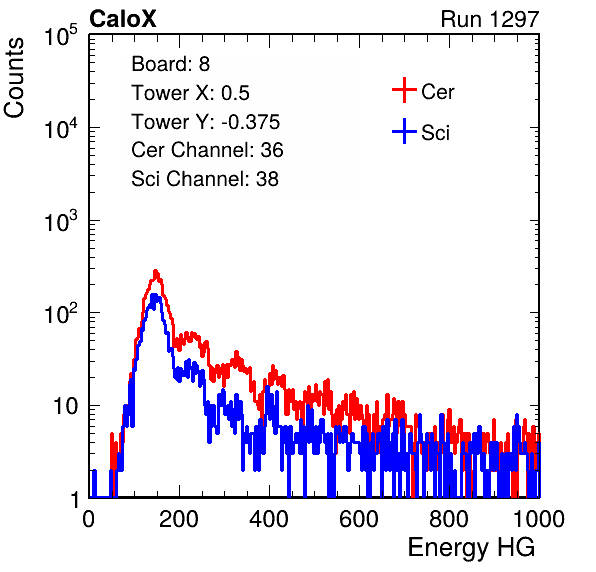 CaloX Run 1297
Counts
10^5
10^4
10^3
10^2
10
1
Board: 8
Tower X: 0.5
Tower Y: -0.375
Cer Channel: 36
Sci Channel: 38
Cer
Sci
0 200 400 600 800 1000
Energy HG